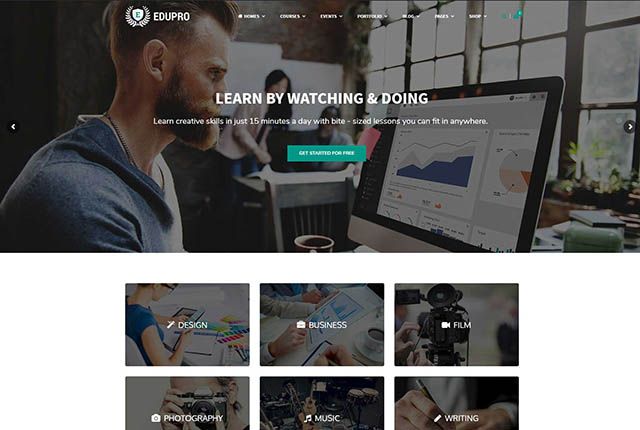 EDUPRO
HOMES COURSES EVENTS PORTFOLIO BLOG PAGES SHOP
LEARN BY WATCHING & DOING
Learn creative skills in just 15 minutes a day with bite - sized lessons you can fit in anywhere.
GET STARTED FOR FREE
DESIGN BUSINESS FILM
PHOTOGRAPHY MUSIC WRITING